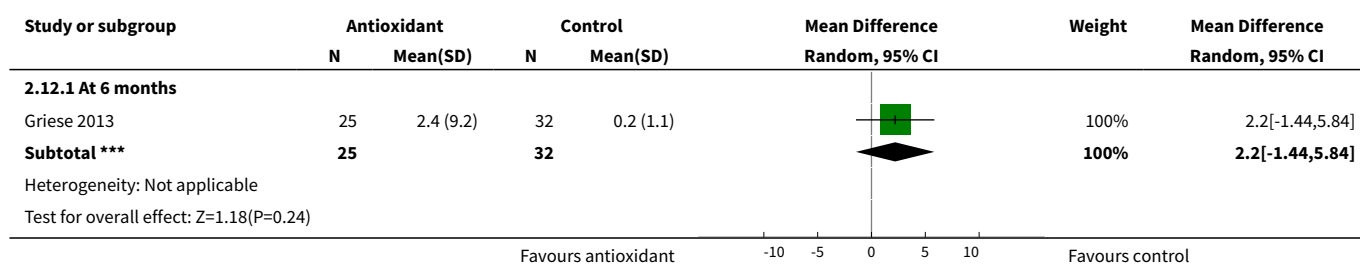 Study or subgroup Antioxidant Control Mean Difference Weight Mean Difference
N Mean(SD) N Mean(SD) Random, 95% CI Random, 95% CI
2.12.1 At 6 months
Griese 2013 25 2.4 (9.2) 32 0.2 (1.1) 100% 2.2[-1.44,5.84]
Subtotal *** 25 32 100% 2.2[-1.44,5.84]
Heterogeneity: Not applicable
Test for overall effect: Z=1.18(P=0.24)
Favours antioxidant -10 -5 0 5 10 Favours control